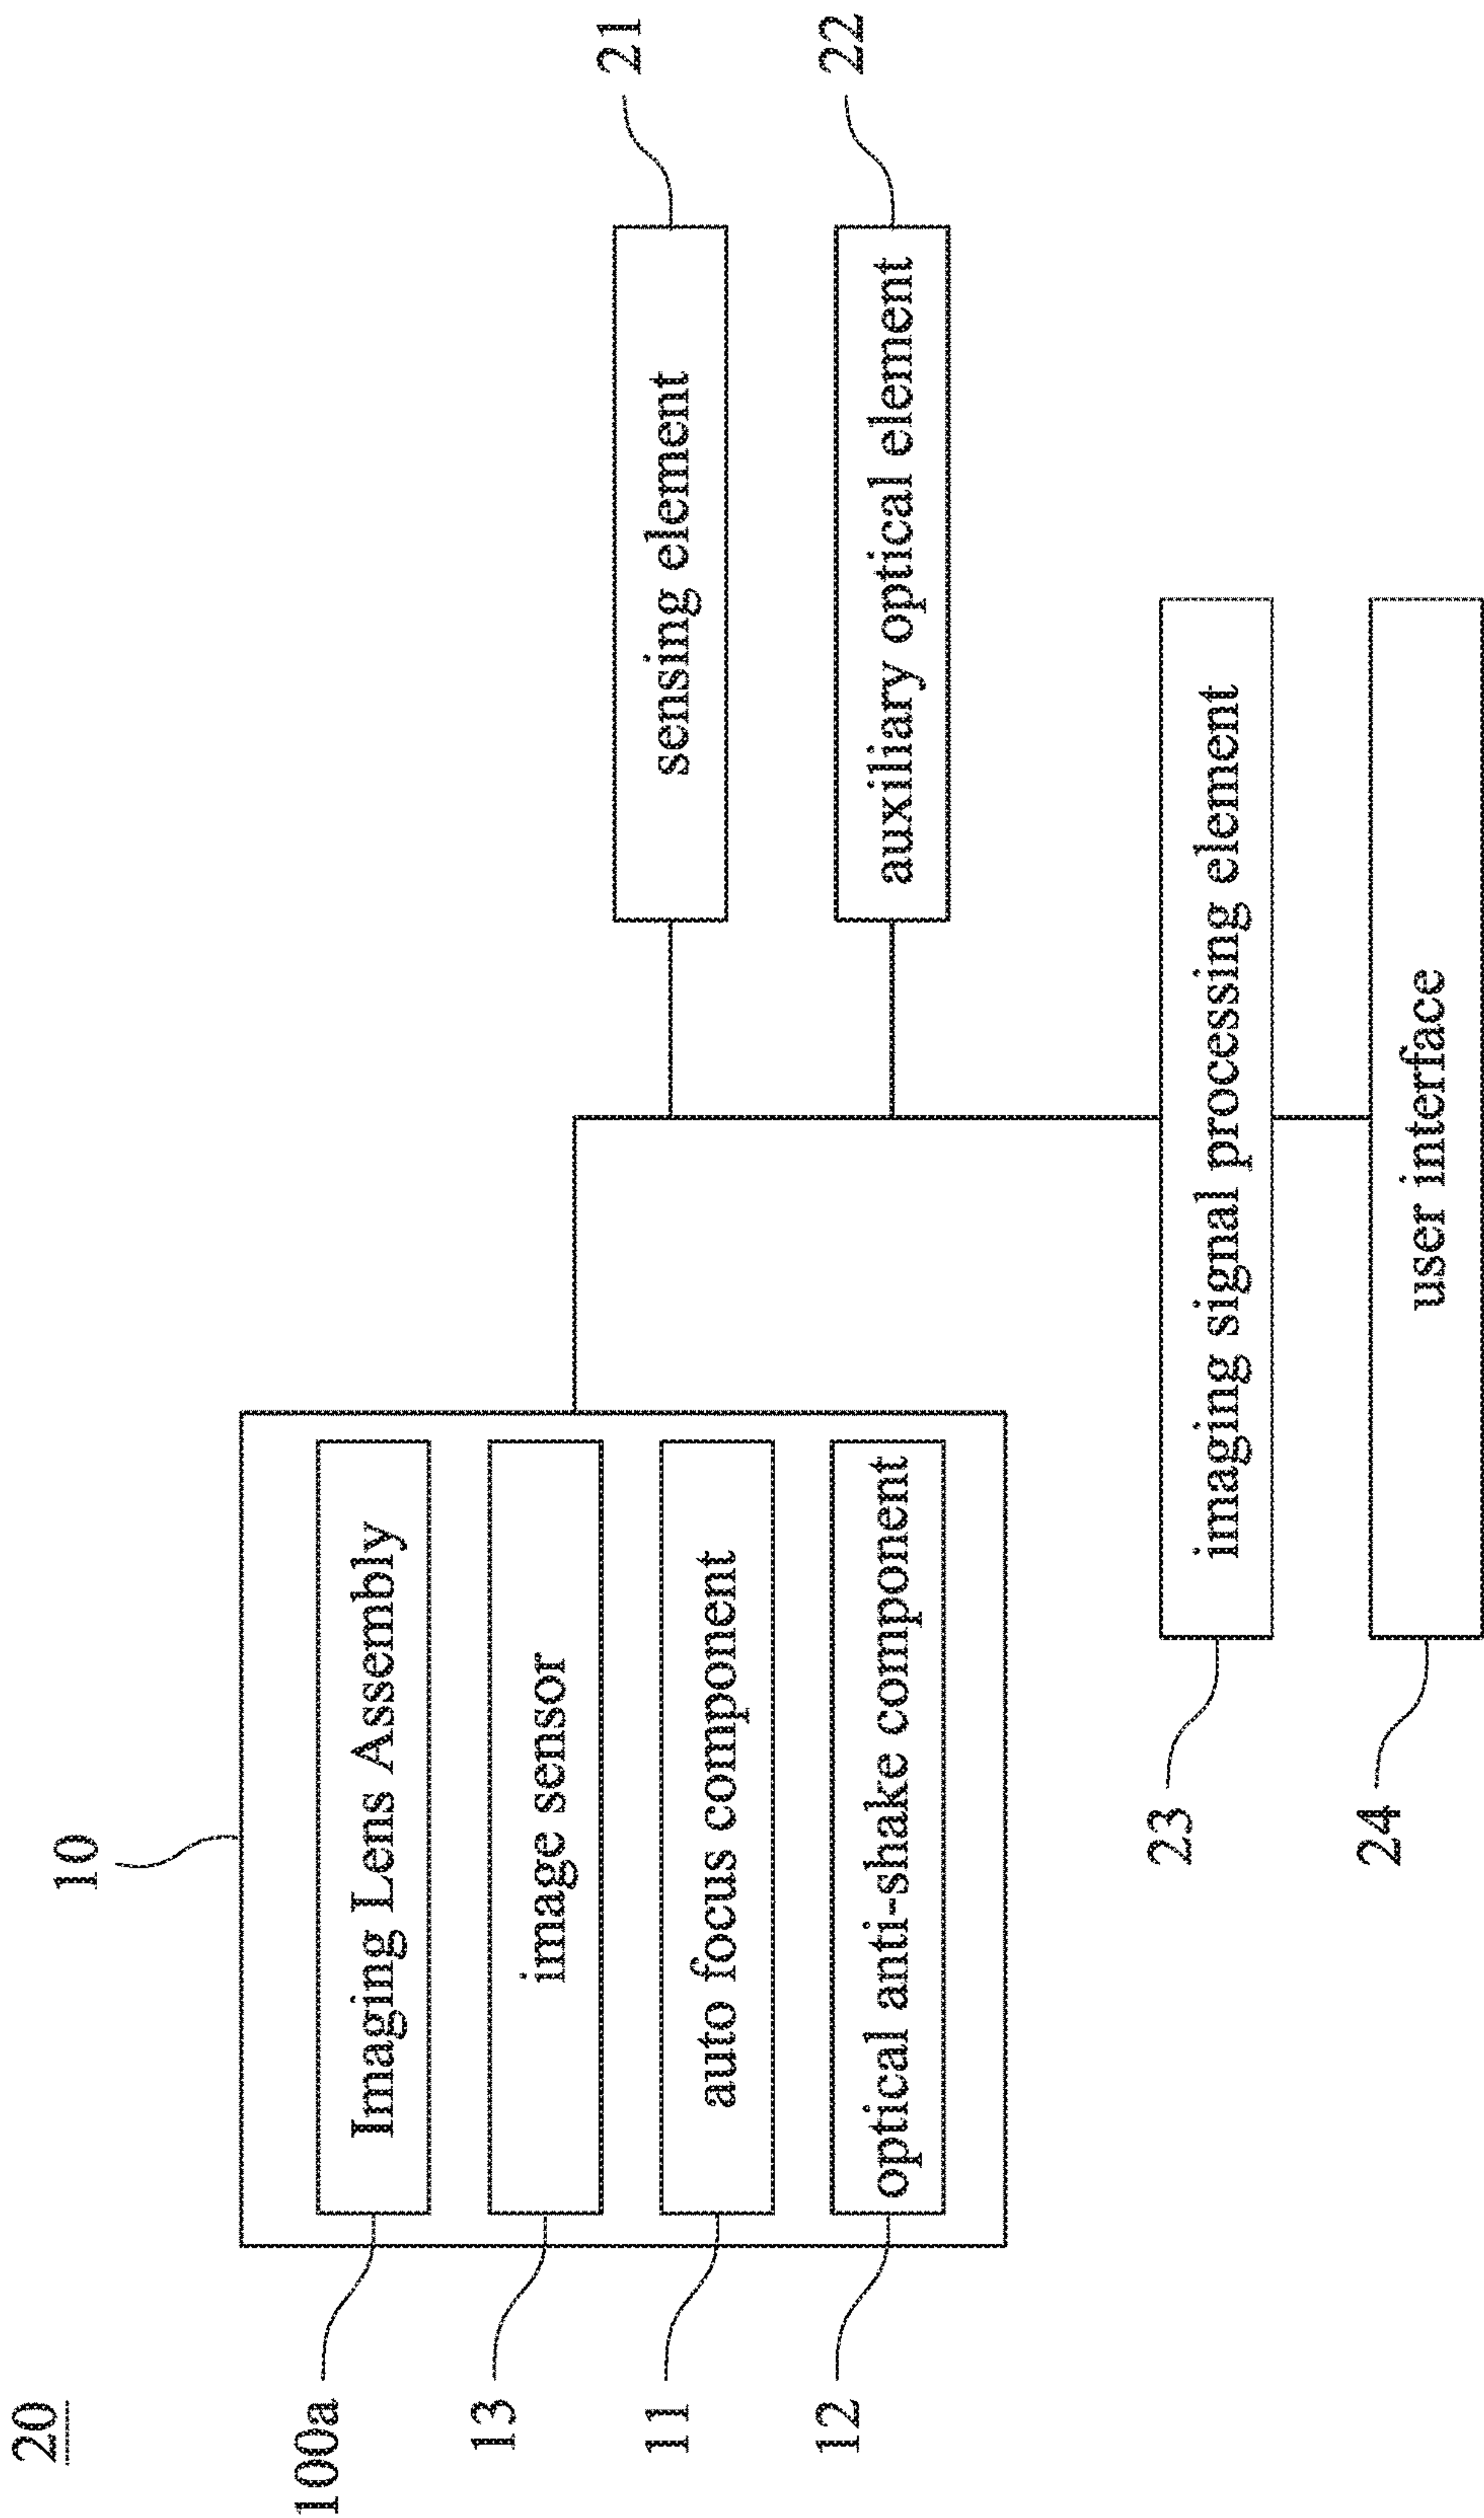 20
10
100a
Imaging Lens Assembly
13
image sensor
11
auto focus component
12
optical anti-shake component
sensing element
21
auxiliary optical element
22
23
imaging signal processing element
24
user interface